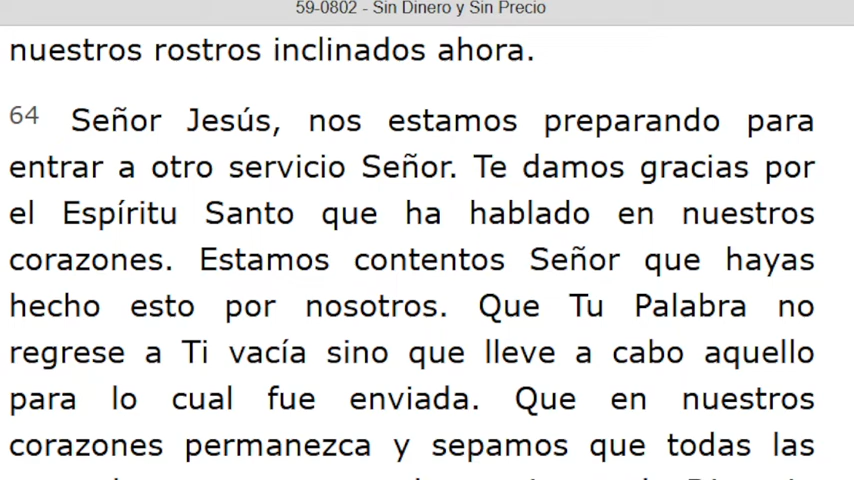 59-0802 - Sin Dinero y Sin Precio
nuestros rostros inclinados ahora.
64 Señor Jesús, nos estamos preparando para
entrar a otro servicio Señor. Te damos gracias por
el Espíritu Santo que ha hablado en nuestros
corazones. Estamos contentos Señor que hayas
hecho esto por nosotros. Que Tu Palabra no
regrese a Ti vacía sino que lleve a cabo aquello
para lo cual fue enviada. Que en nuestros
corazones permanezca y sepamos que todas las